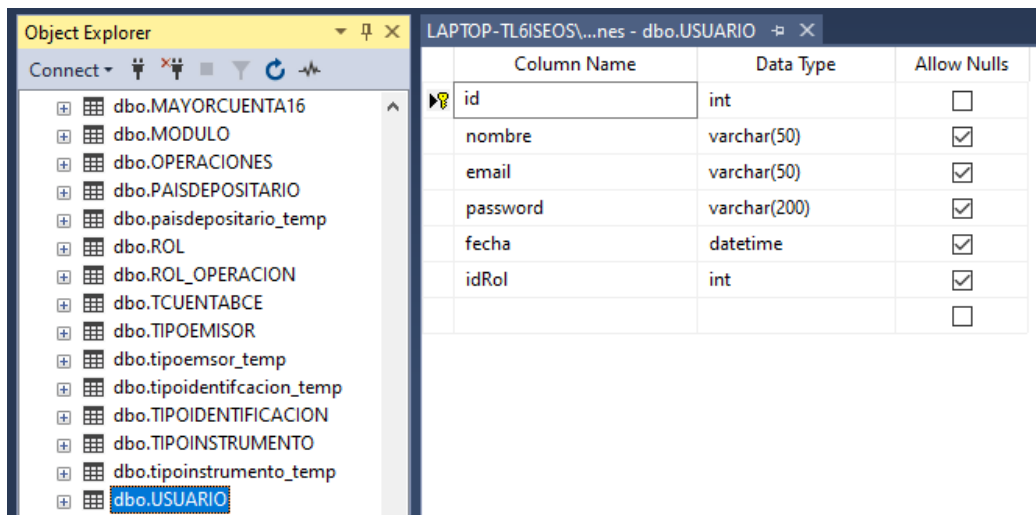 Object Explorer
Connect
dbo.MAYORCUENTA16
dbo.MODULO
dbo.OPERACIONES
dbo.PAISDEPOSITARIO
dbo.paisdepositario_temp
dbo.ROL
dbo.ROL_OPERACION
dbo.TCUENTABCE
dbo.TIPOEMISOR
dbo.tipoemsor_temp
dbo.tipoidentifcacion_temp
dbo.TIPOIDENTIFICACION
dbo.TIPOINSTRUMENTO
dbo.tipoinstrumento_temp
dbo.USUARIO
LAPTOP-TL6ISEOS\...nes - dbo.USUARIO
Column Name Data Type Allow Nulls
id int
nombre varchar(50)
email varchar(50)
password varchar(200)
fecha datetime
idRol int